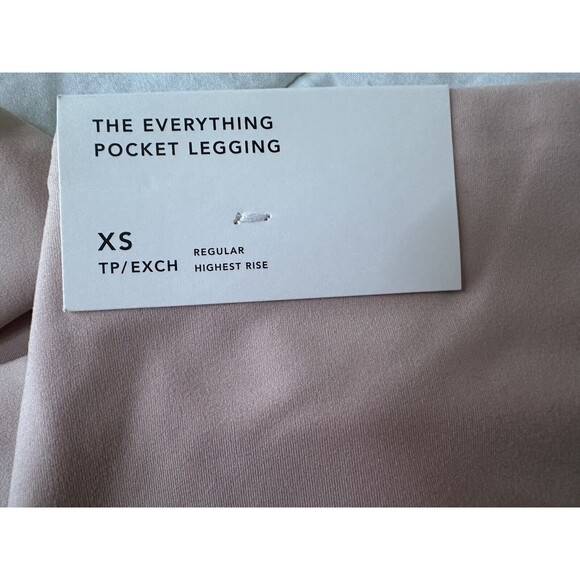 THE EVERYTHING
POCKET LEGGING
XS
TP/EXCH
REGULAR
HIGHEST RISE